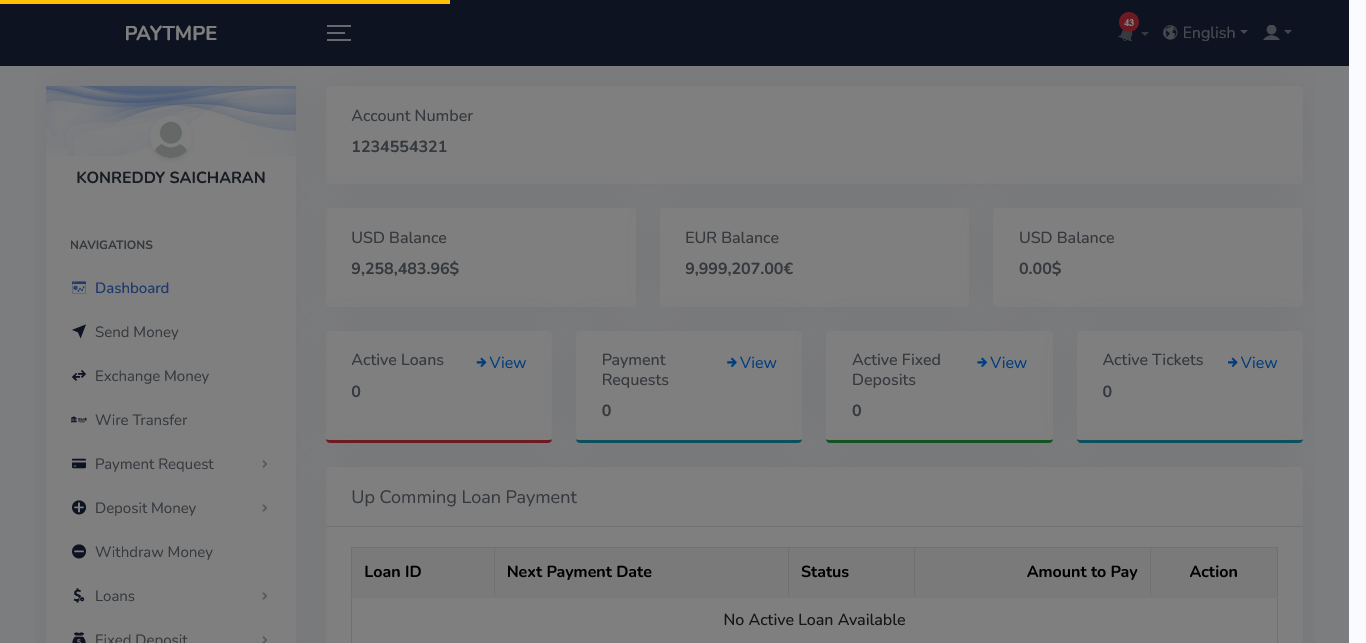 PAYTMPE
43
English
KONREDDY SAICHARAN
NAVIGATIONS
Dashboard
Send Money
Exchange Money
Wire Transfer
Payment Request
Deposit Money
Withdraw Money
Loans
Fixed Deposit
Account Number
1234554321
USD Balance
9,258,483.96$
EUR Balance
9,999,207.00€
USD Balance
0.00$
Active Loans
View
0
Payment
Requests
View
0
Active Fixed
Deposits
View
0
Active Tickets
View
0
Up Comming Loan Payment
Loan ID Next Payment Date Status Amount to Pay Action
No Active Loan Available